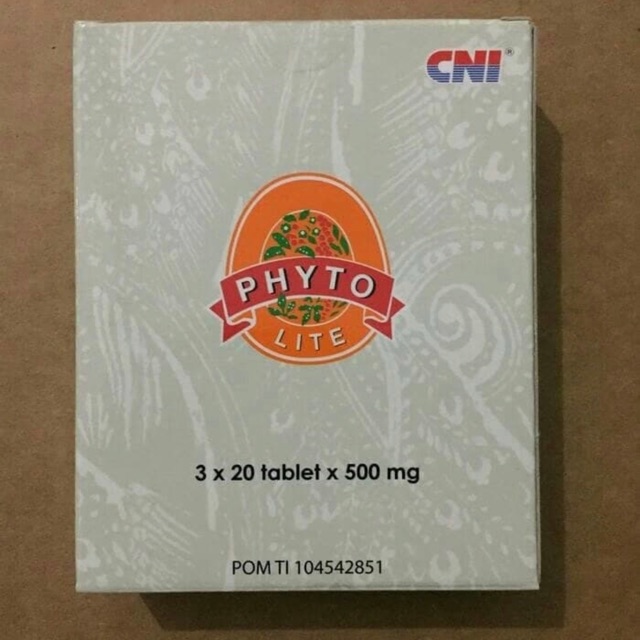 CNI®
PHYTO
LITE
3 x 20 tablet x 500 mg
POM TI 104542851